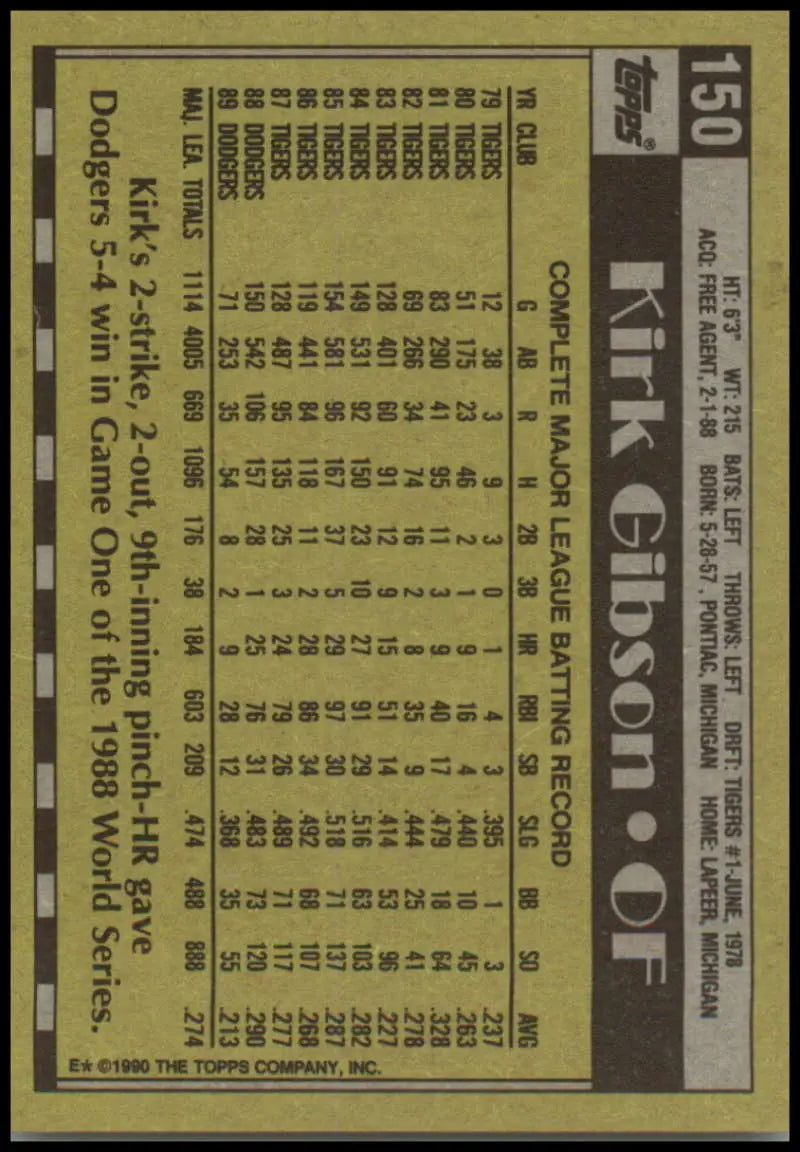 150
HT: 6'3" WT: 215 BATS: LEFT THROWS: LEFT DRFT: TIGERS #1-JUNE, 1978
ACQ: FREE AGENT, 2-1-88 BORN: 5-28-57, PONTIAC, MICHIGAN HOME: LAPEER, MICHIGAN
topps®
Kirk Gibson • OF
COMPLETE MAJOR LEAGUE BATTING RECORD
YR CLUB G AB R H 2B 3B HR RBI SB SLG BB SO AVG
79 TIGERS 12 38 3 9 3 0 1 4 3 .395 1 3 .237
80 TIGERS 51 175 23 46 2 1 9 16 4 .440 10 45 .263
81 TIGERS 83 290 41 95 11 3 9 40 17 .479 18 64 .328
82 TIGERS 69 266 34 74 16 2 8 35 9 .444 25 41 .278
83 TIGERS 128 401 60 91 12 9 15 51 14 .414 53 96 .227
84 TIGERS 149 531 92 150 23 10 27 91 29 .516 63 103 .282
85 TIGERS 154 581 96 167 37 5 29 97 30 .518 71 137 .287
86 TIGERS 119 441 84 118 11 2 28 86 34 .492 68 107 .268
87 TIGERS 128 487 95 135 25 3 24 79 26 .489 71 117 .277
88 DODGERS 150 542 106 157 28 1 25 76 31 .483 73 120 .290
89 DODGERS 71 253 35 54 8 2 9 28 12 .368 35 55 .213
MAJ. LEA. TOTALS 1114 4005 669 1096 176 38 184 603 209 .474 488 888 .274
Kirk's 2-strike, 2-out, 9th-inning pinch-HR gave
Dodgers 5-4 win in Game One of the 1988 World Series.
E* ©1990 THE TOPPS COMPANY, INC.